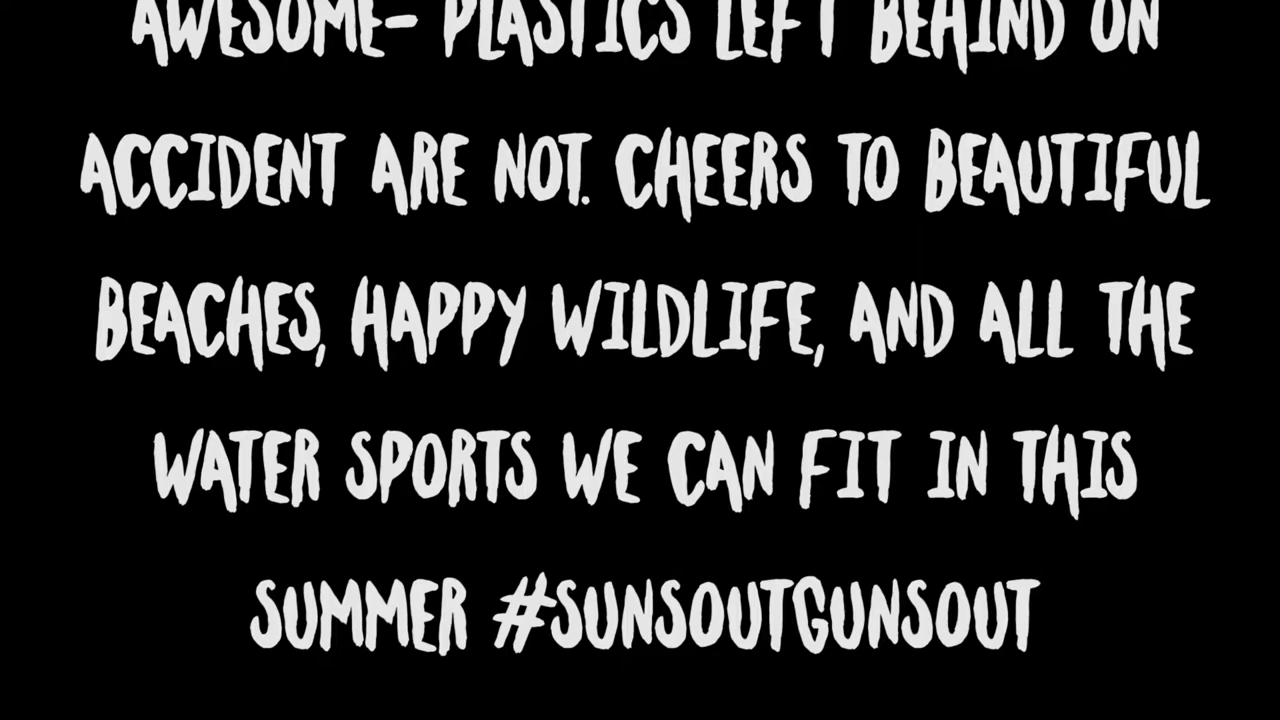 AWESOME- PLASTICS LEFT BEHIND ON
ACCIDENT ARE NOT. CHEERS TO BEAUTIFUL
BEACHES, HAPPY WILDLIFE, AND ALL THE
WATER SPORTS WE CAN FIT IN THIS
SUMMER #SUNSOUTGUNSOUT